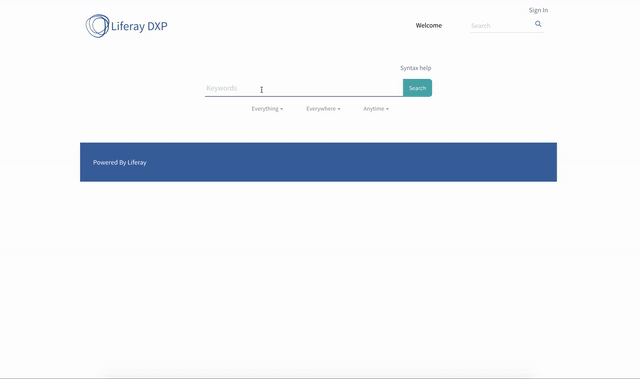 Sign In
Liferay DXP
Welcome
Search
Syntax help
Keywords
Search
Everything
Everywhere
Anytime
Powered By Liferay